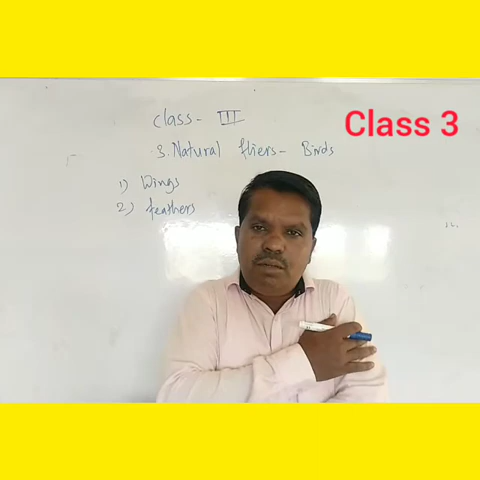 class - III
Class 3
3. Natural fliers - Birds
1) Wings
2) feathers